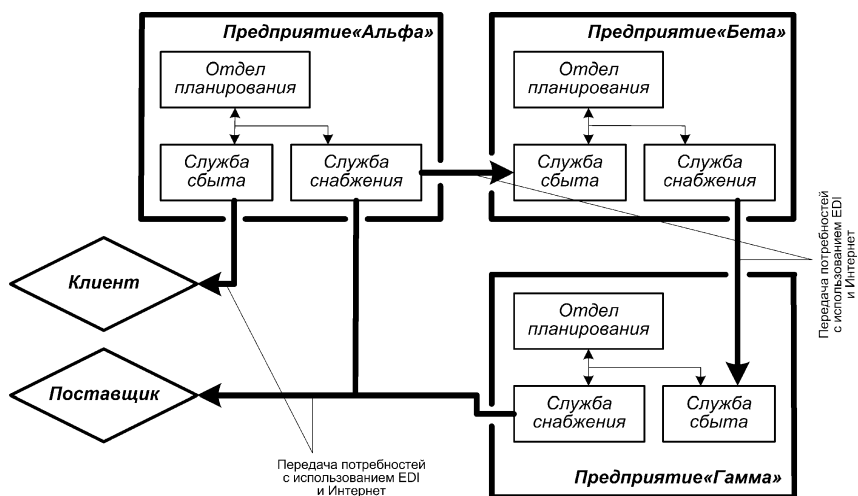 Предприятие«Альфа»
Отдел
планирования
Служба
сбыта
Служба
снабжения
Предприятие«Бета»
Отдел
планирования
Служба
сбыта
Служба
снабжения
Клиент
Поставщик
Передача потребностей
с использованием EDI
и Интернет
Отдел
планирования
Служба
снабжения
Служба
сбыта
Предприятие«Гамма»
Передача потребностей
с использованием EDI
и Интернет